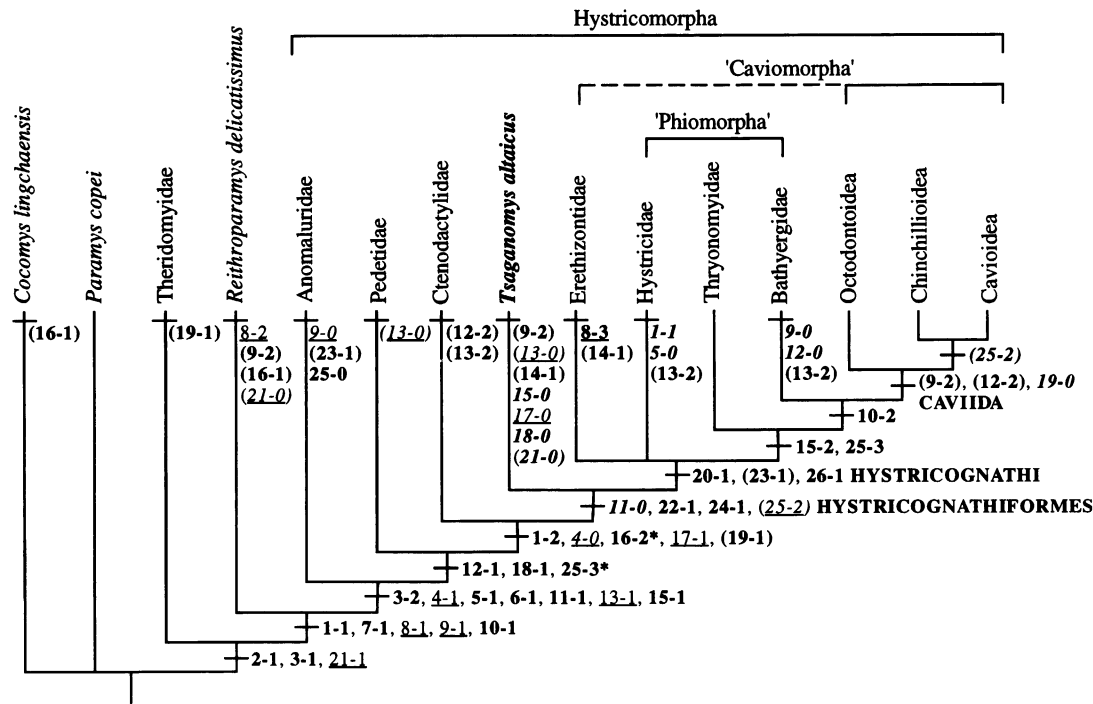 Hystricomorpha
'Caviomorpha'
'Phiomorpha'
Cocomys lingchaensis
Paramys copei
Theridomyidae
Reithroparamys delicatissimus
Anomaluridae
Pedetidae
Ctenodactylidae
Tsaganomys altaicus
Erethizontidae
Hystricidae
Thryonomyidae
Bathyergidae
Octodontoidea
Chinchillioidea
Cavioidea
(16-1)
(19-1)
8-2
(9-2)
(16-1)
(21-0)
9-0
(23-1)
25-0
(13-0)
(12-2)
(13-2)
(9-2)
(13-0)
(14-1)
15-0
17-0
18-0
(21-0)
8-3
(14-1)
1-1
5-0
(13-2)
9-0
12-0
(13-2)
(25-2)
(9-2), (12-2), 19-0
CAVIIDA
10-2
15-2, 25-3
20-1, (23-1), 26-1 HYSTRICOGNATHI
11-0, 22-1, 24-1, (25-2) HYSTRICOGNATHIFORMES
1-2, 4-0, 16-2*, 17-1, (19-1)
12-1, 18-1, 25-3*
3-2, 4-1, 5-1, 6-1, 11-1, 13-1, 15-1
1-1, 7-1, 8-1, 9-1, 10-1
2-1, 3-1, 21-1